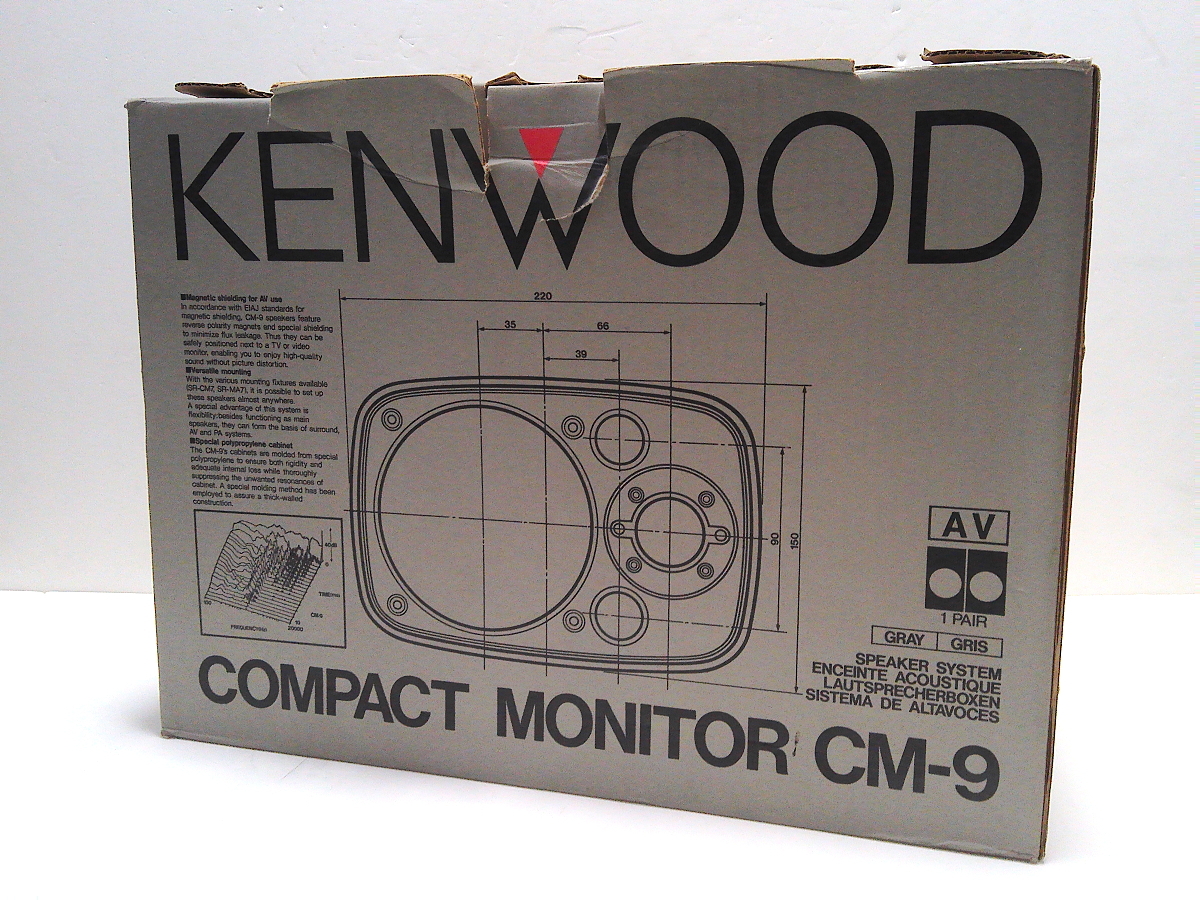 KENWOOD
■Magnetic shielding for AV use
In accordance with EIAJ standards for
magnetic shielding, CM-9 speakers feature
reverse polarity magnets and special shielding
to minimize flux leakage. Thus they can be
safely positioned next to a TV or video
monitor, enabling you to enjoy high-quality
sound without picture distortion.
■Versatile mounting
With the various mounting fixtures available
(SR-CM7, SR-MA7), it is possible to set up
these speakers almost anywhere.
A special advantage of this system is
flexibility:besides functioning as main
speakers, they can form the basis of surround,
AV and PA systems.
■Special polypropylene cabinet
The CM-9's cabinets are molded from special
polypropylene to ensure both rigidity and
adequate internal loss while thoroughly
suppressing the unwanted resonances of
cabinet. A special molding method has been
employed to assure a thick-walled
construction.
220
35
66
39
90
150
40dB
0
TIME(ms)
CM-9
100
10
20000
FREQUENCY(Hz)
AV
1 PAIR
GRAY GRIS
SPEAKER SYSTEM
ENCEINTE ACOUSTIQUE
LAUTSPRECHERBOXEN
SISTEMA DE ALTAVOCES
COMPACT MONITOR CM-9